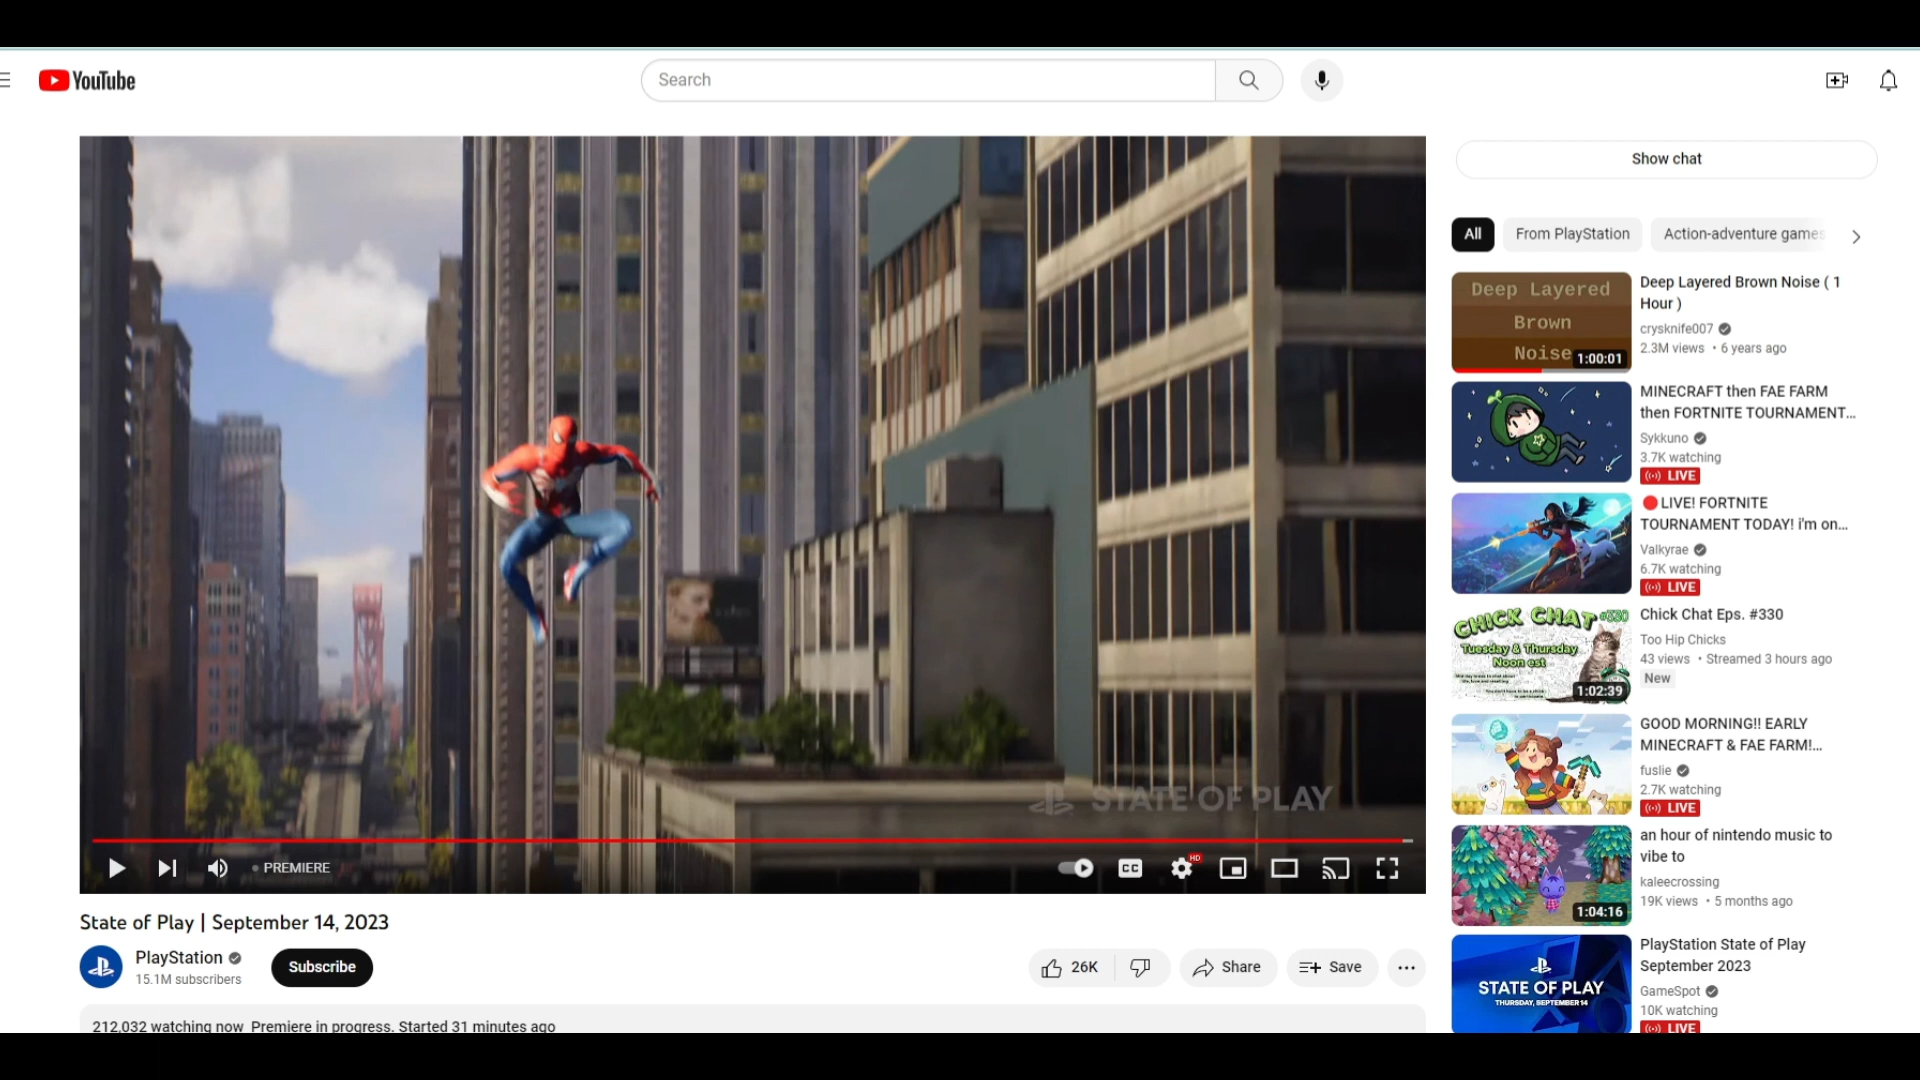 YouTube
Search
Show chat
All
From PlayStation
Action-adventure games
Deep Layered
Brown
Noise
1:00:01
Deep Layered Brown Noise ( 1
Hour )
crysknife007
2.3M views • 6 years ago
MINECRAFT then FAE FARM
then FORTNITE TOURNAMENT...
Sykkuno
3.7K watching
LIVE
LIVE! FORTNITE
TOURNAMENT TODAY! i'm on...
Valkyrae
6.7K watching
LIVE
CHICK CHAT #330
Tuesday & Thursday
Noon est
1:02:39
Chick Chat Eps. #330
Too Hip Chicks
43 views • Streamed 3 hours ago
New
GOOD MORNING!! EARLY
MINECRAFT & FAE FARM!...
fuslie
2.7K watching
LIVE
1:04:16
an hour of nintendo music to
vibe to
kaleecrossing
19K views • 5 months ago
STATE OF PLAY
THURSDAY, SEPTEMBER 14
PlayStation State of Play
September 2023
GameSpot
10K watching
LIVE
STATE OF PLAY
• PREMIERE
CC
HD
State of Play | September 14, 2023
PlayStation
15.1M subscribers
Subscribe
26K
Share
Save
212,032 watching now Premiere in progress. Started 31 minutes ago